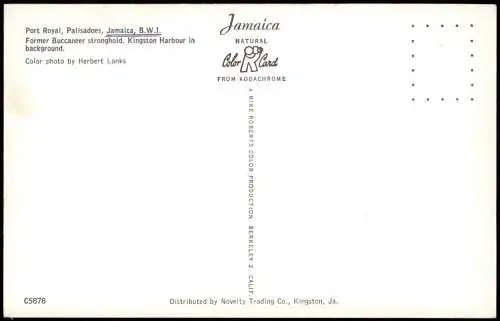 Port Royal, Palisadoes, Jamaica, B.W.I.
Former Buccaneer stronghold. Kingston Harbour in
background.
Color photo by Herbert Lanks
Jamaica
NATURAL
Color Card
FROM KODACHROME
A MIKE ROBERTS COLOR PRODUCTION BERKELEY 2, CALIF.
C5878
Distributed by Novelty Trading Co., Kingston, Ja.